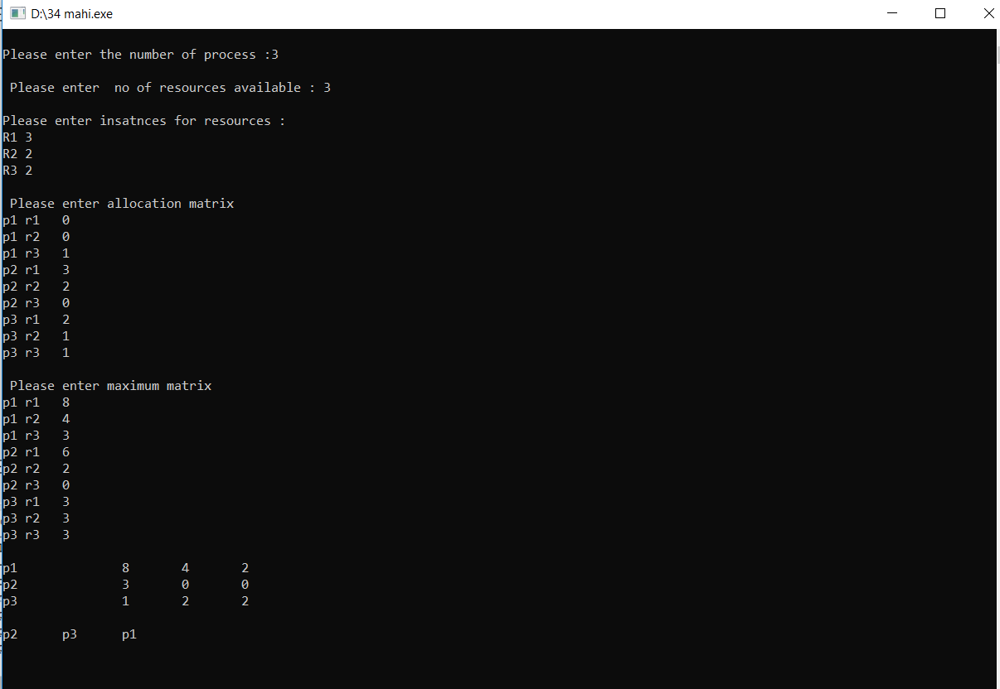 D:\34 mahi.exe
Please enter the number of process :3
Please enter  no of resources available : 3
Please enter insatnces for resources :
R1 3
R2 2
R3 2
Please enter allocation matrix
p1 r1   0
p1 r2   0
p1 r3   1
p2 r1   3
p2 r2   2
p2 r3   0
p3 r1   2
p3 r2   1
p3 r3   1
Please enter maximum matrix
p1 r1   8
p1 r2   4
p1 r3   3
p2 r1   6
p2 r2   2
p2 r3   0
p3 r1   3
p3 r2   3
p3 r3   3
p1              8       4       2
p2              3       0       0
p3              1       2       2
p2      p3      p1